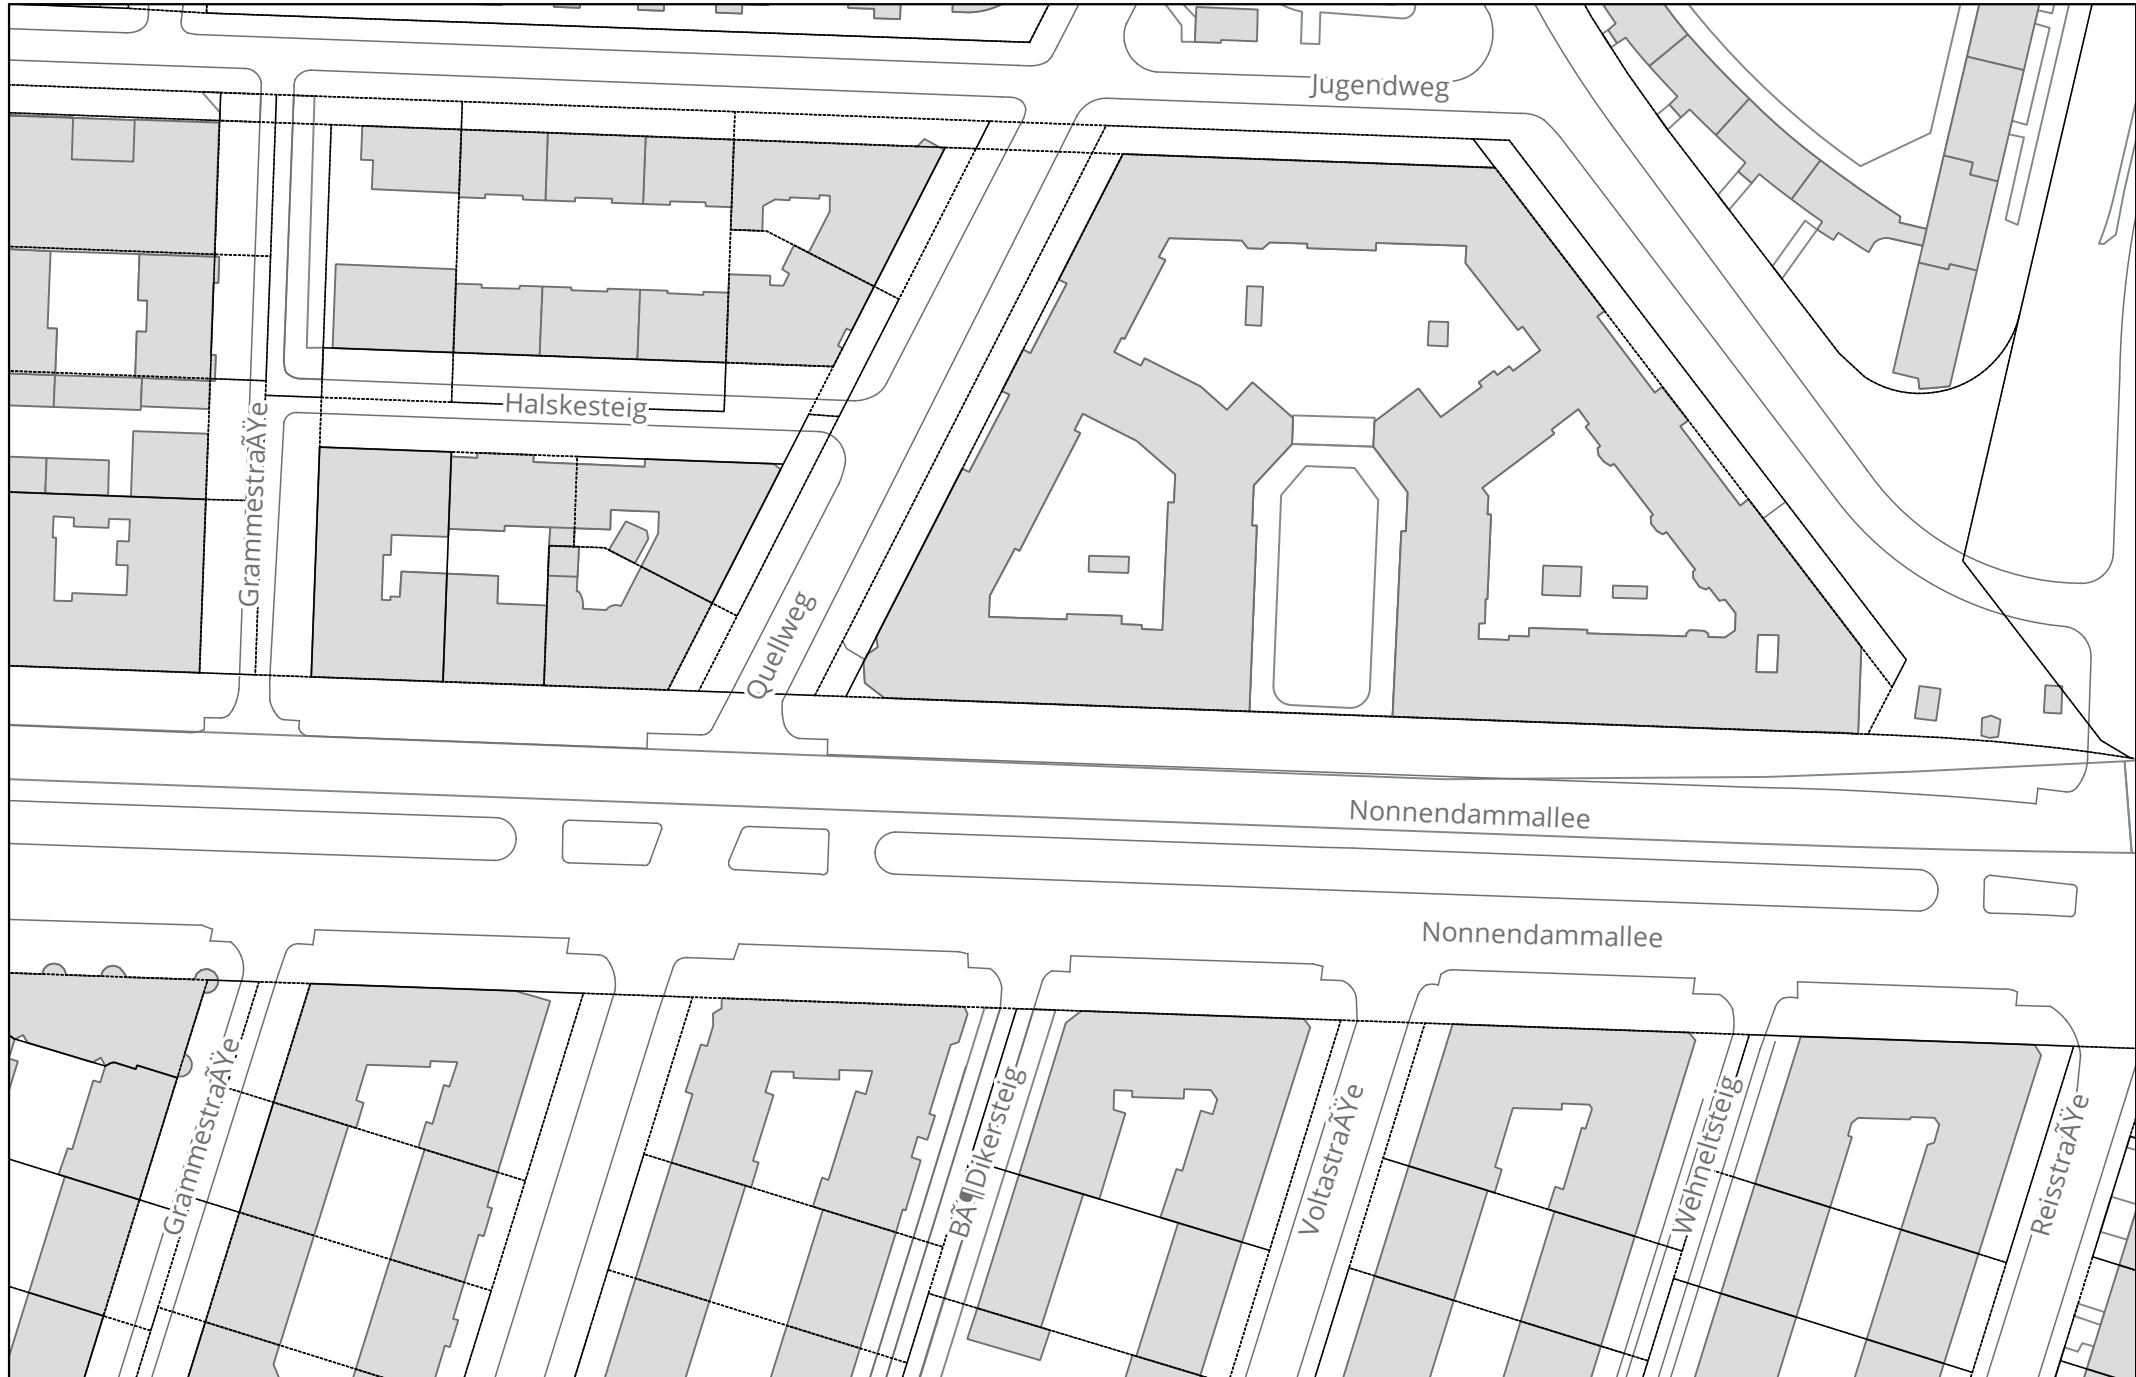 Jugendweg
Halskesteig
GrammestraÃŸe
Quellweg
Nonnendammallee
Nonnendammallee
GrammestraÃŸe
BÃ¶Dikersteig
VoltastraÃŸe
Wehneltsteig
ReisstraÃŸe